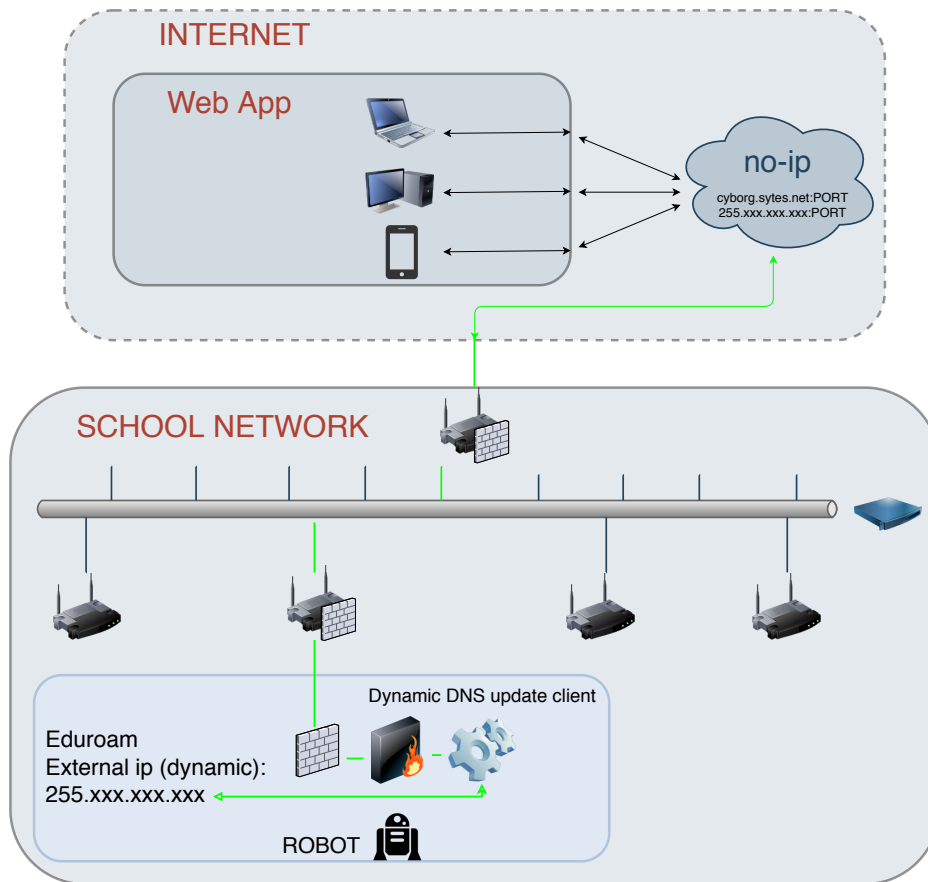 INTERNET
Web App
no-ip
cyborg.sytes.net:PORT
255.xxx.xxx.xxx:PORT
SCHOOL NETWORK
Dynamic DNS update client
Eduroam
External ip (dynamic):
255.xxx.xxx.xxx
ROBOT